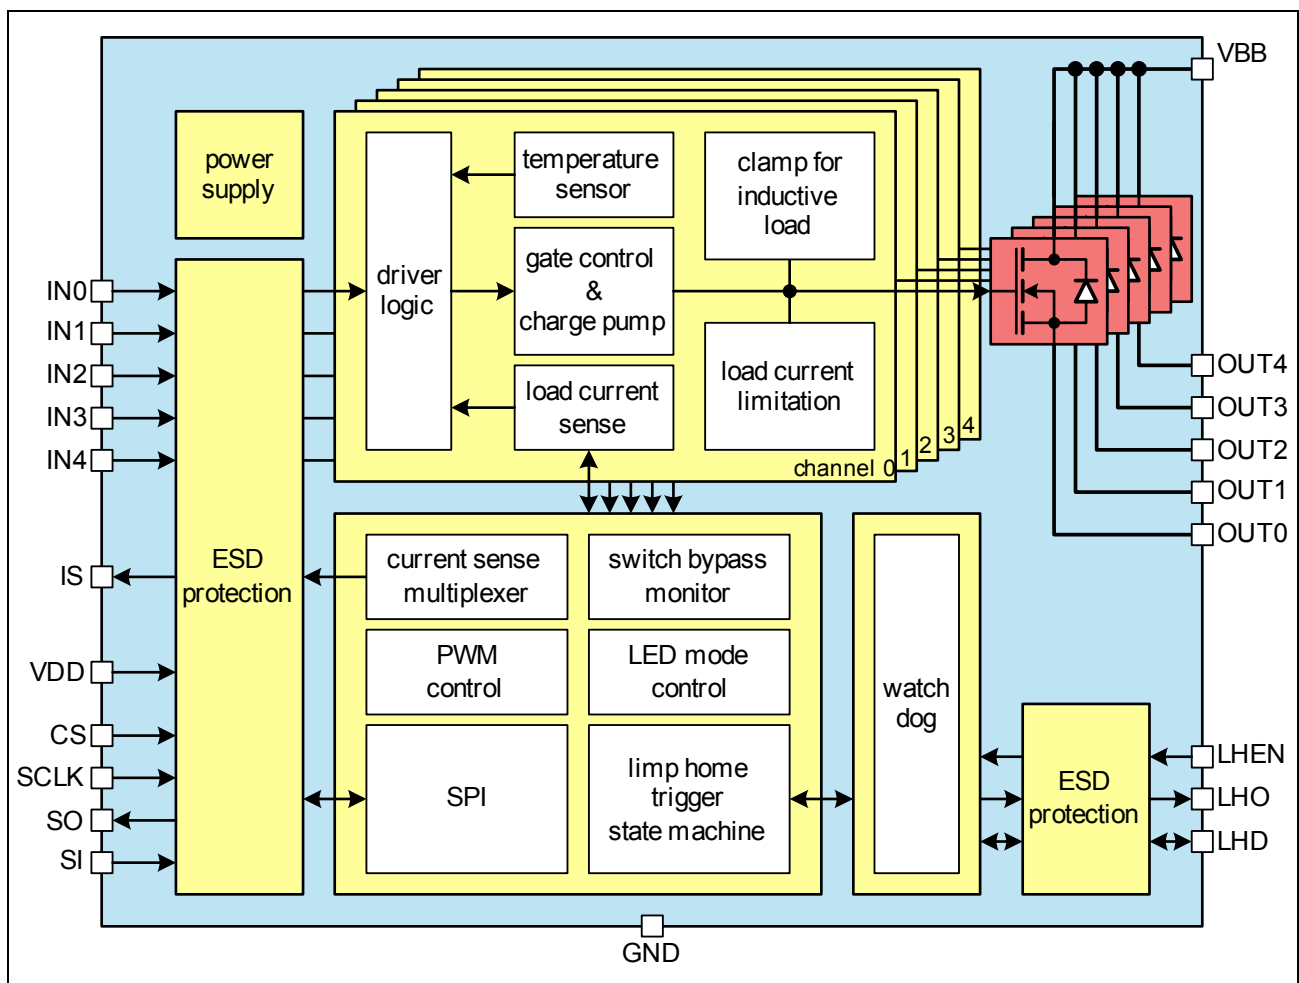 VBB
power
supply
temperature
sensor
clamp for
inductive
load
driver
logic
gate control
&
charge pump
load current
sense
load current
limitation
channel 0
1
2
3
4
IN0
IN1
IN2
IN3
IN4
IS
VDD
CS
SCLK
SO
SI
ESD
protection
current sense
multiplexer
switch bypass
monitor
PWM
control
LED mode
control
SPI
limp home
trigger
state machine
watch
dog
ESD
protection
OUT4
OUT3
OUT2
OUT1
OUT0
LHEN
LHO
LHD
GND